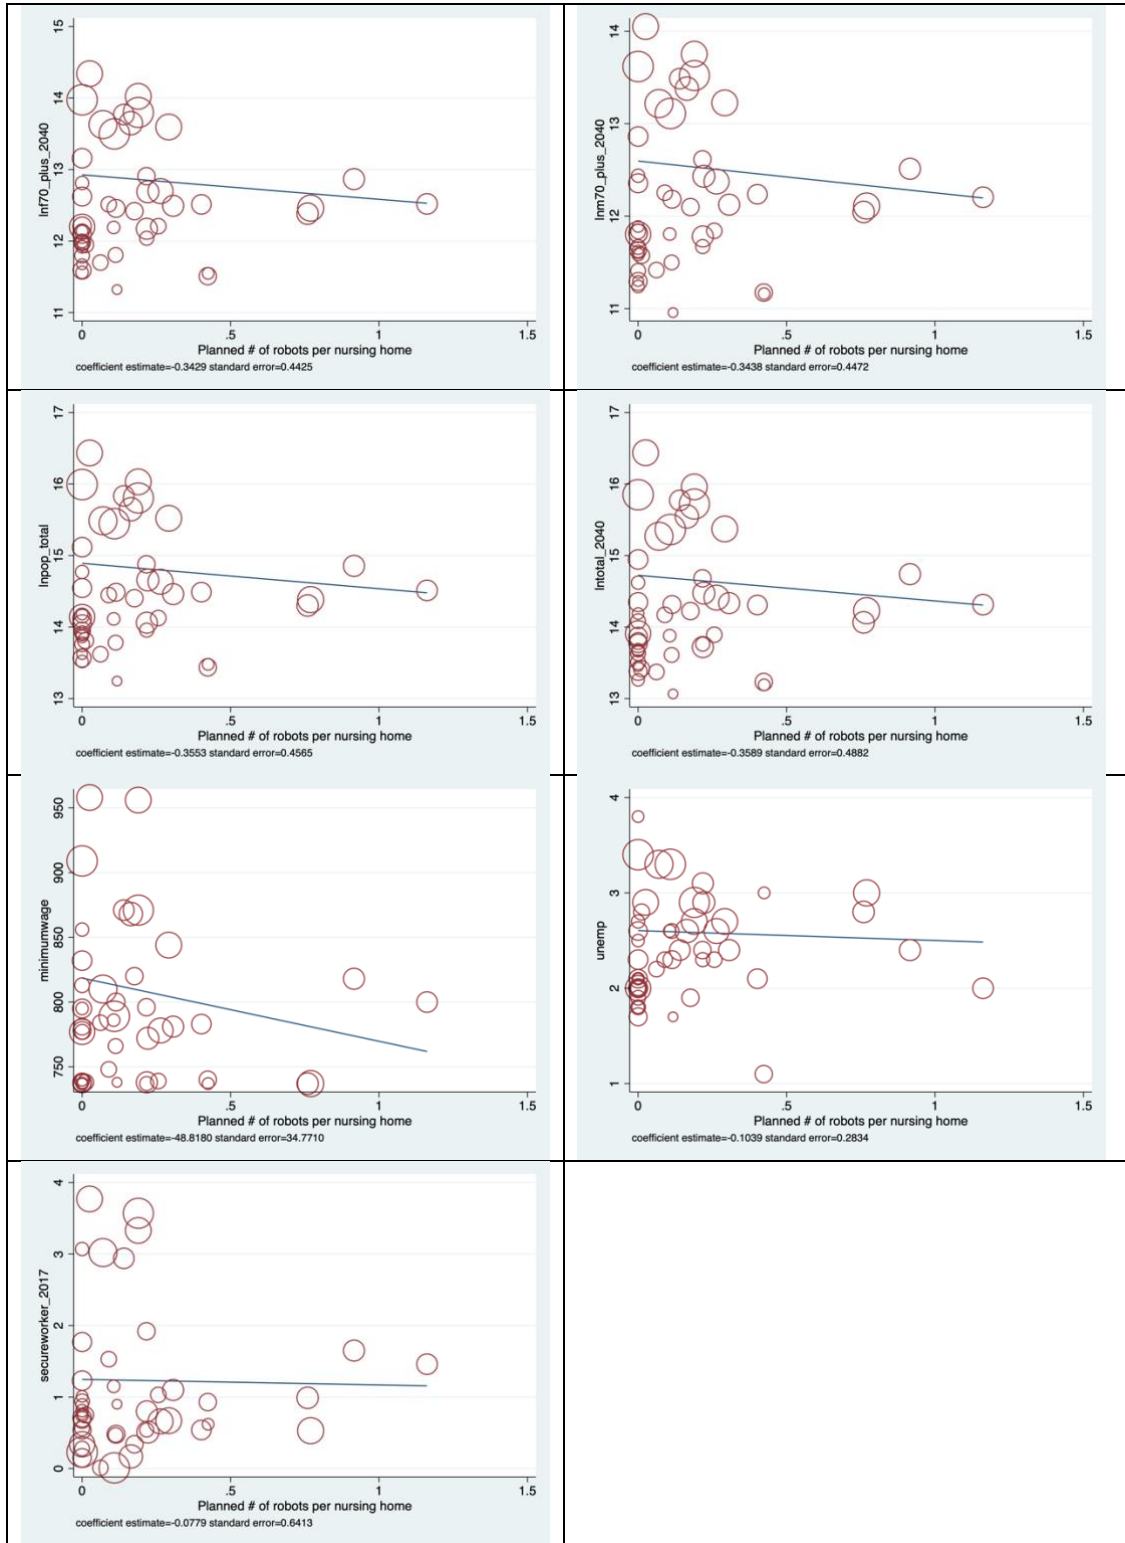 lnf70_plus_2040
15
14
13
12
11
0
.5
1
1.5
Planned # of robots per nursing home
coefficient estimate=-0.3429 standard error=0.4425
lnm70_plus_2040
14
13
12
11
0
.5
1
1.5
Planned # of robots per nursing home
coefficient estimate=-0.3438 standard error=0.4472
lnpop_total
17
16
15
14
13
0
.5
1
1.5
Planned # of robots per nursing home
coefficient estimate=-0.3553 standard error=0.4565
lntotal_2040
17
16
15
14
13
0
.5
1
1.5
Planned # of robots per nursing home
coefficient estimate=-0.3589 standard error=0.4882
minimumwage
950
900
850
800
750
0
.5
1
1.5
Planned # of robots per nursing home
coefficient estimate=-48.8180 standard error=34.7710
unemp
4
3
2
1
0
.5
1
1.5
Planned # of robots per nursing home
coefficient estimate=-0.1039 standard error=0.2834
secureworker_2017
4
3
2
1
0
0
.5
1
1.5
Planned # of robots per nursing home
coefficient estimate=-0.0779 standard error=0.6413